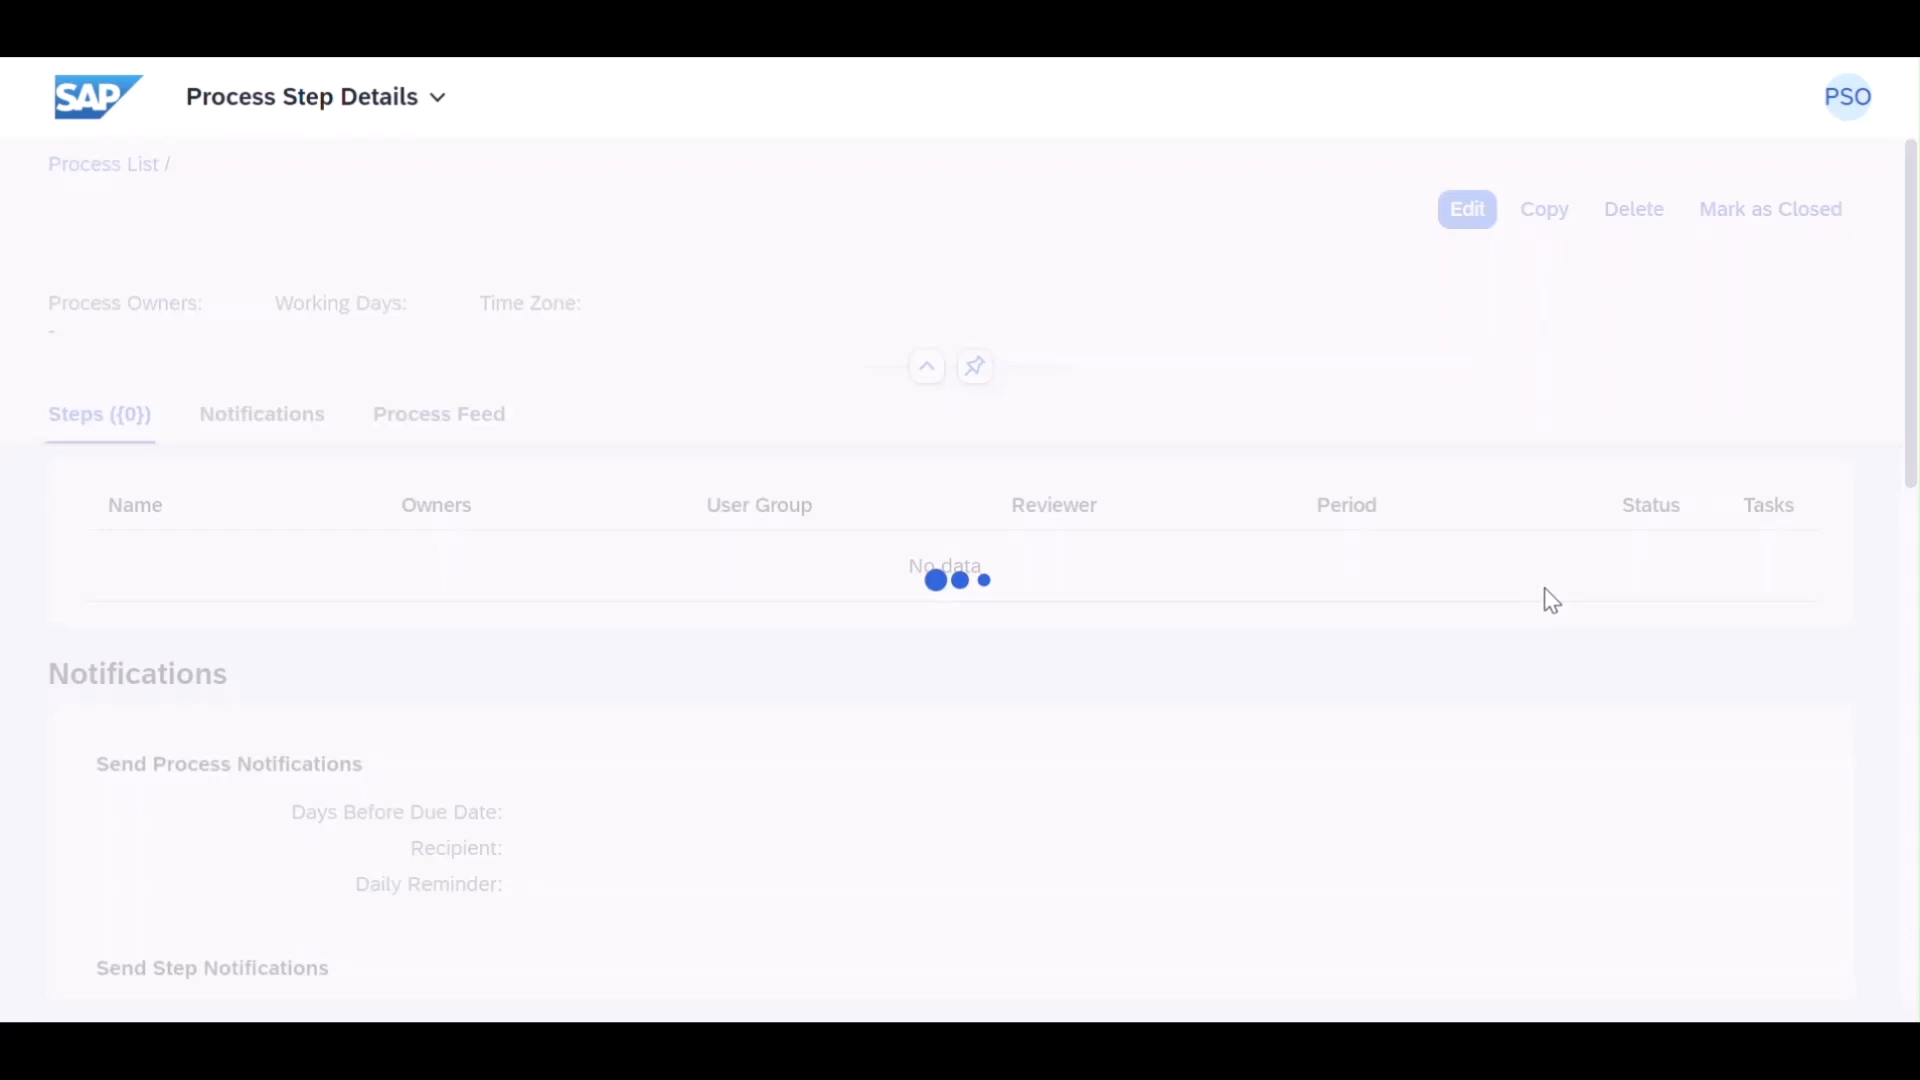 SAP
Process Step Details
PSO
Process List /
Edit Copy Delete Mark as Closed
Process Owners: Working Days: Time Zone:
-
Steps ({0}) Notifications Process Feed
Name Owners User Group Reviewer Period Status Tasks
No data
Notifications
Send Process Notifications
Days Before Due Date:
Recipient:
Daily Reminder:
Send Step Notifications